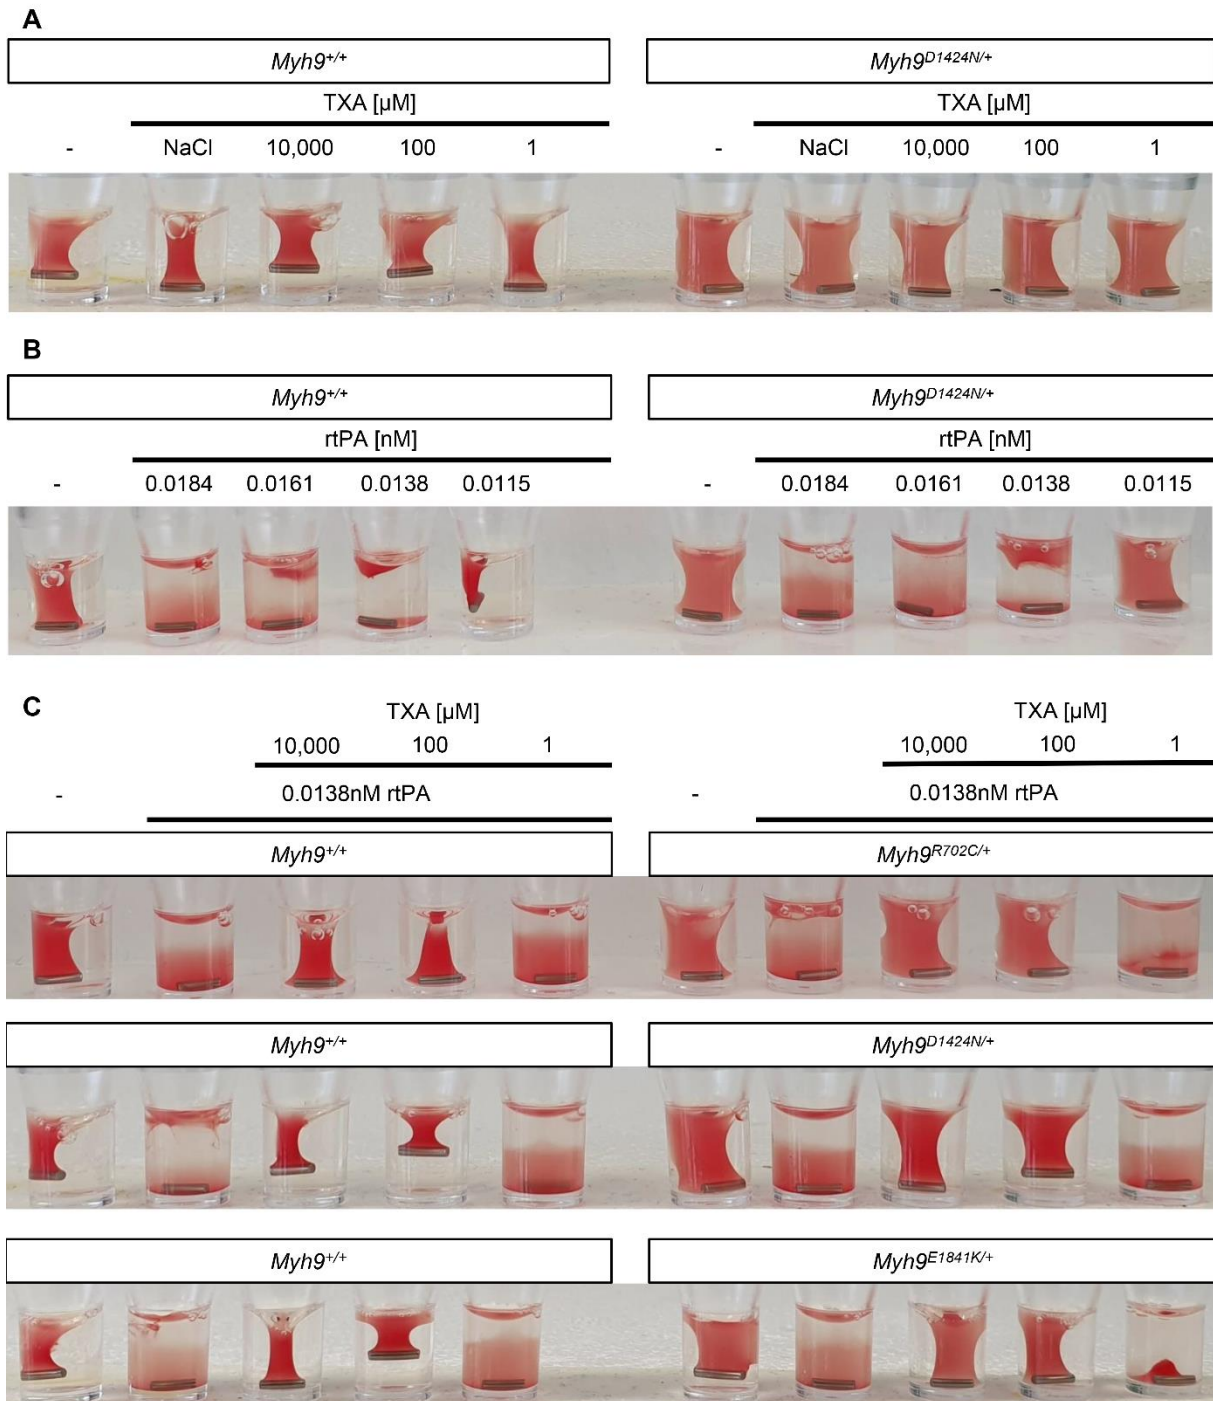 A
Myh9+/+ Myh9D1424N/+
TXA [µM] TXA [µM]
- NaCl 10,000 100 1 - NaCl 10,000 100 1
B
Myh9+/+ Myh9D1424N/+
rtPA [nM] rtPA [nM]
- 0.0184 0.0161 0.0138 0.0115 - 0.0184 0.0161 0.0138 0.0115
C
TXA [µM] TXA [µM]
10,000 100 1 10,000 100 1
- 0.0138nM rtPA - 0.0138nM rtPA
Myh9+/+ Myh9R702C/+
Myh9+/+ Myh9D1424N/+
Myh9+/+ Myh9E1841K/+